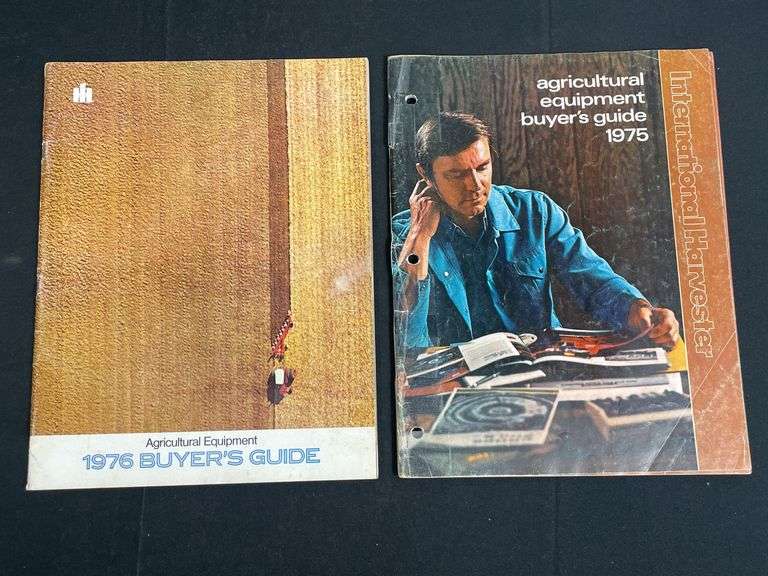 Agricultural Equipment
1976 BUYER'S GUIDE
agricultural
equipment
buyer's guide
1975
International Harvester